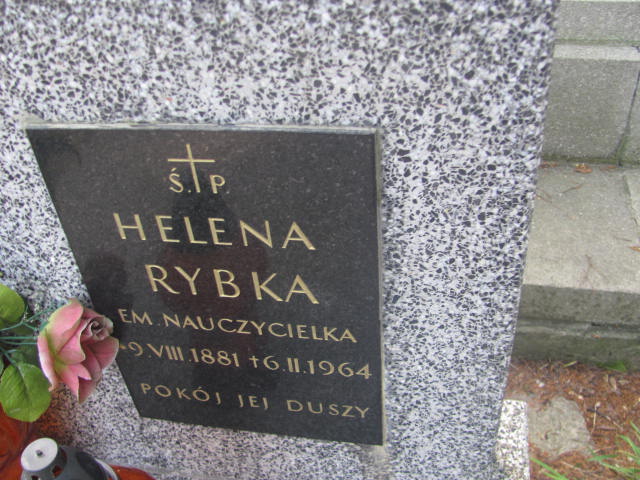 Ś.P.
HELENA
RYBKA
EM. NAUCZYCIELKA
*9.VIII.1881 +6.II.1964
POKÓJ JEJ DUSZY